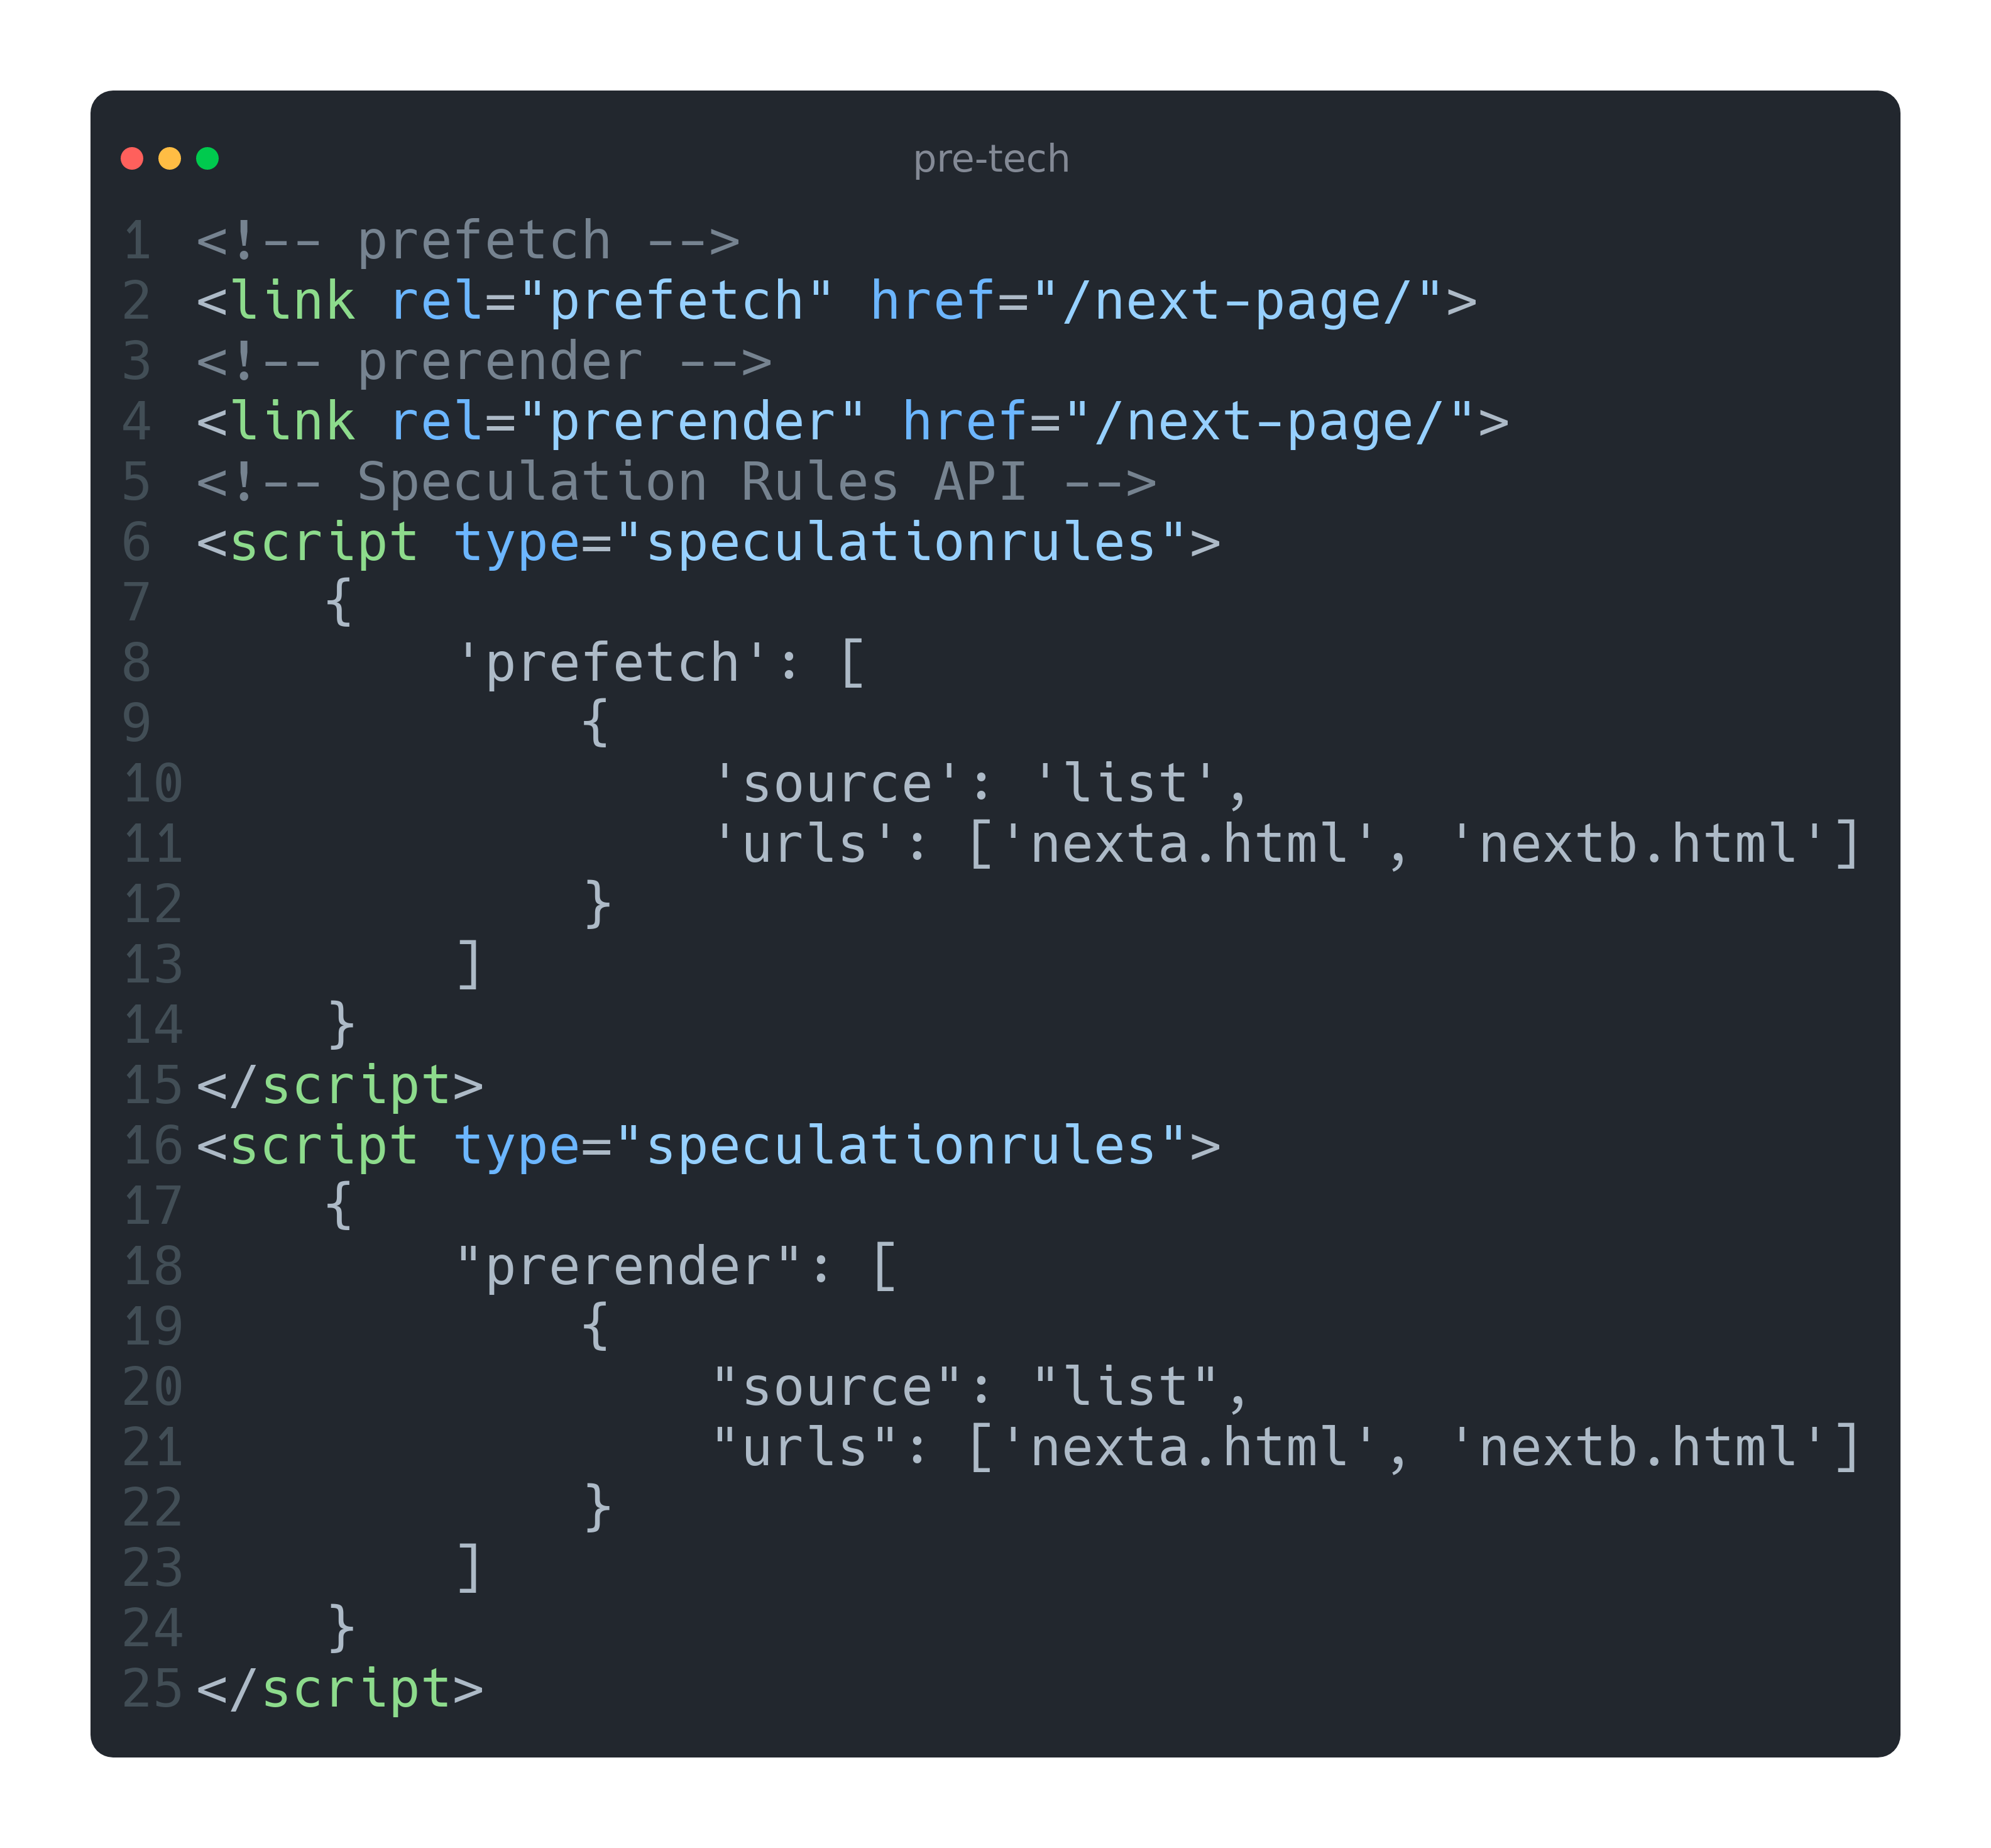 pre-tech
1 <!-- prefetch -->
2 <link rel="prefetch" href="/next-page/">
3 <!-- prerender -->
4 <link rel="prerender" href="/next-page/">
5 <!-- Speculation Rules API -->
6 <script type="speculationrules">
7     {
8         'prefetch': [
9             {
10                 'source': 'list',
11                 'urls': ['nexta.html', 'nextb.html']
12             }
13         ]
14     }
15 </script>
16 <script type="speculationrules">
17     {
18         "prerender": [
19             {
20                 "source": "list",
21                 "urls": ['nexta.html', 'nextb.html']
22             }
23         ]
24     }
25 </script>